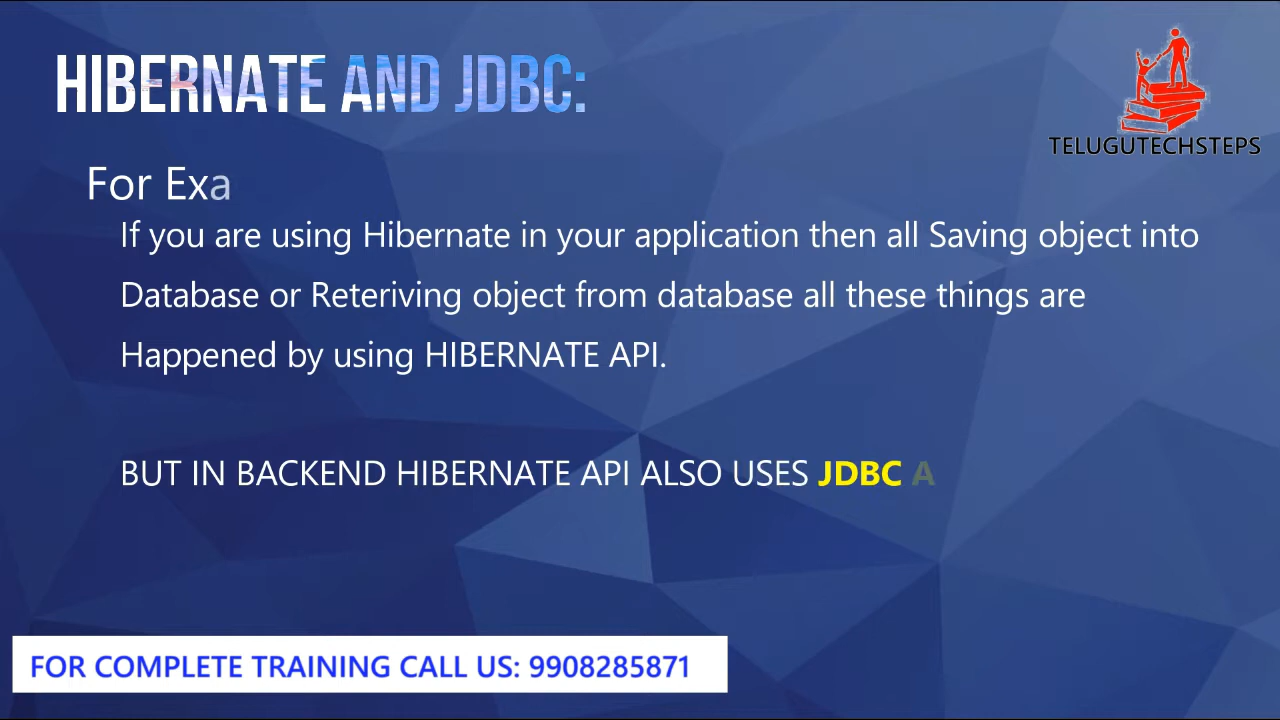 HIBERNATE AND JDBC:
TELUGUTECHSTEPS
For Exa
If you are using Hibernate in your application then all Saving object into
Database or Reteriving object from database all these things are
Happened by using HIBERNATE API.
BUT IN BACKEND HIBERNATE API ALSO USES JDBC A
FOR COMPLETE TRAINING CALL US: 9908285871